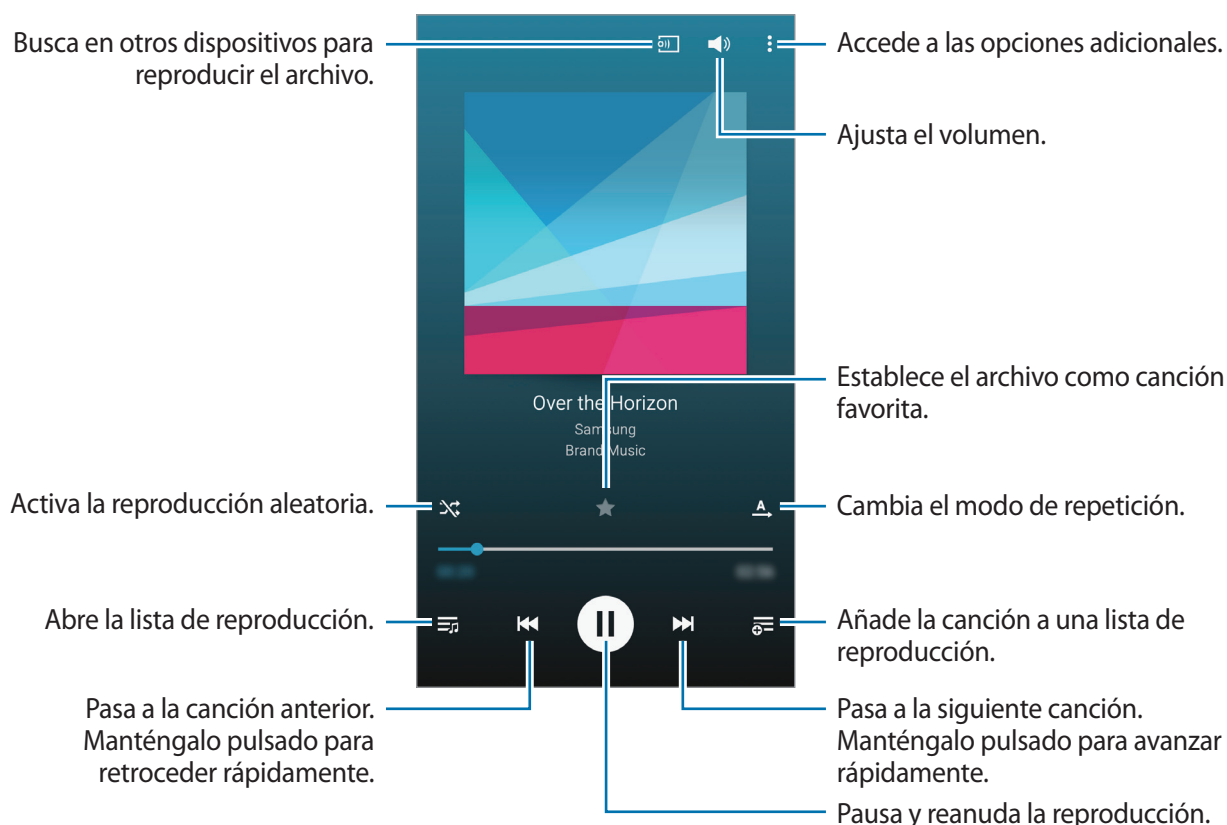 Busca en otros dispositivos para
reproducir el archivo.
Accede a las opciones adicionales.
Ajusta el volumen.
Establece el archivo como canción
favorita.
Over the Horizon
Samsung
Brand Music
Activa la reproducción aleatoria.
A
Cambia el modo de repetición.
Abre la lista de reproducción.
Añade la canción a una lista de
reproducción.
Pasa a la canción anterior.
Manténgalo pulsado para
retroceder rápidamente.
Pasa a la siguiente canción.
Manténgalo pulsado para avanzar
rápidamente.
Pausa y reanuda la reproducción.